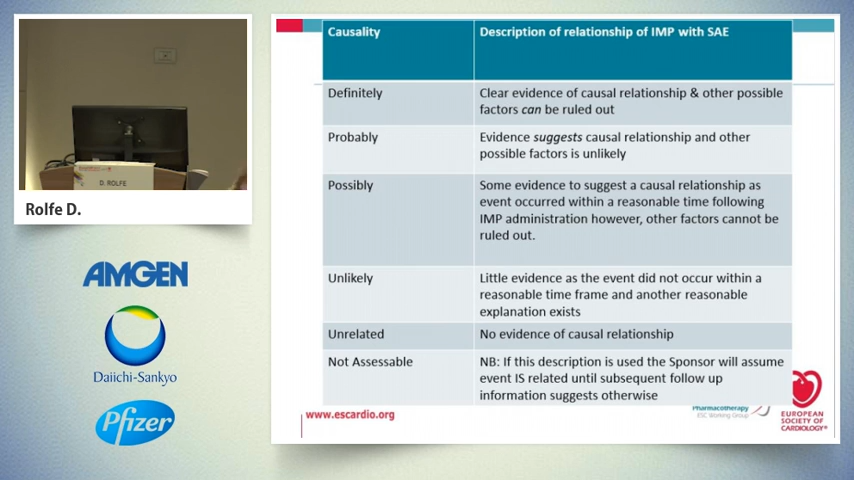 D. ROLFE
Rolfe D.
AMGEN
Daiichi-Sankyo
Pfizer
Causality
Description of relationship of IMP with SAE
Definitely
Clear evidence of causal relationship & other possible
factors can be ruled out
Probably
Evidence suggests causal relationship and other
possible factors is unlikely
Possibly
Some evidence to suggest a causal relationship as
event occurred within a reasonable time following
IMP administration however, other factors cannot be
ruled out.
Unlikely
Little evidence as the event did not occur within a
reasonable time frame and another reasonable
explanation exists
Unrelated
No evidence of causal relationship
Not Assessable
NB: If this description is used the Sponsor will assume
event IS related until subsequent follow up
information suggests otherwise
www.escardio.org
Pharmacotherapy
ESC Working Group
EUROPEAN
SOCIETY OF
CARDIOLOGY®